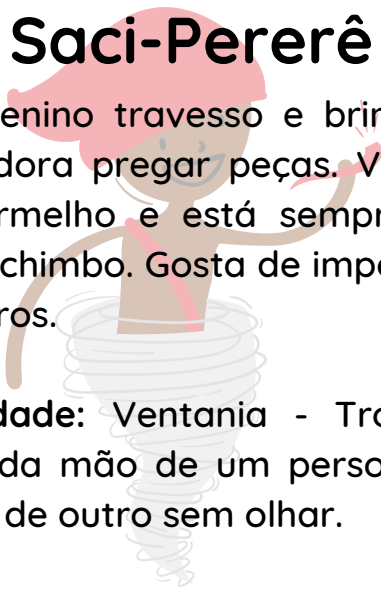 Saci-Pererê
enino travesso e brin
dora pregar peças. V
rmelho e está sempr
chimbo. Gosta de impo
ros.
dade: Ventania - Tro
da mão de um perso
de outro sem olhar.